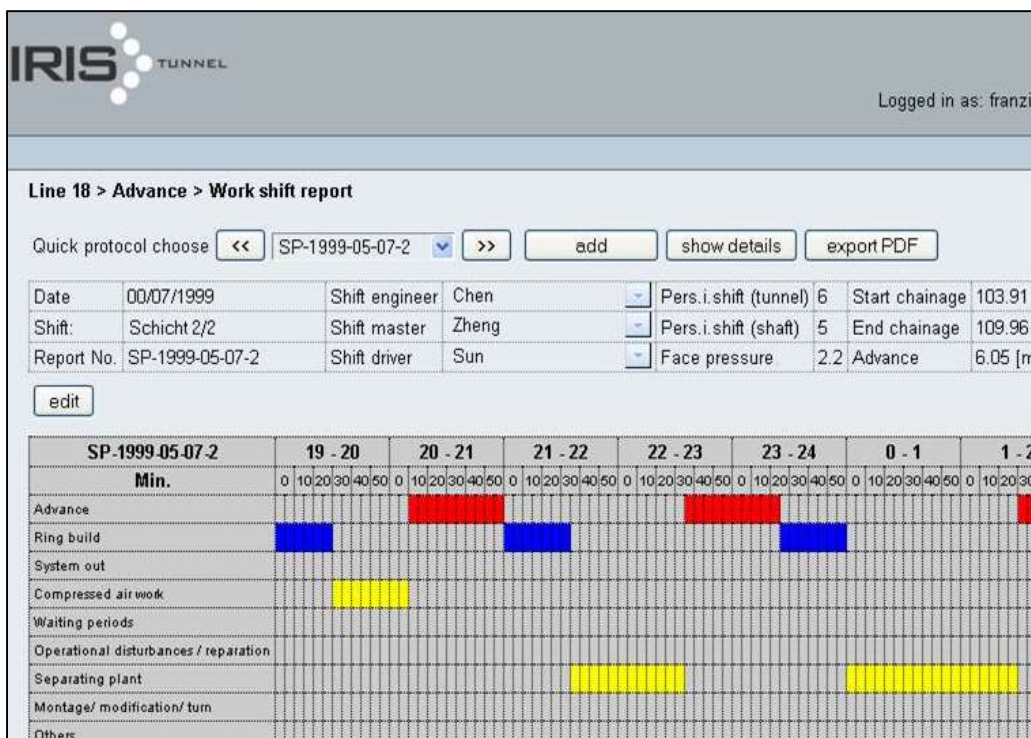 IRIS TUNNEL
Logged in as: franzi
Line 18 > Advance > Work shift report
Quick protocol choose << SP-1999-05-07-2 >> add show details export PDF
Date 00/07/1999 Shift engineer Chen Pers.i.shift (tunnel) 6 Start chainage 103.91
Shift: Schicht 2/2 Shift master Zheng Pers.i.shift (shaft) 5 End chainage 109.96
Report No. SP-1999-05-07-2 Shift driver Sun Face pressure 2.2 Advance 6.05 [m
edit
SP-1999-05-07-2 19 - 20 20 - 21 21 - 22 22 - 23 23 - 24 0 - 1 1 - 2
Min. 0 10 20 30 40 50 0 10 20 30 40 50 0 10 20 30 40 50 0 10 20 30 40 50 0 10 20 30 40 50 0 10 20 30 40 50 0 10 20 30
Advance
Ring build
System out
Compressed air work
Waiting periods
Operational disturbances / reparation
Separating plant
Montage/ modification/ turn
Others